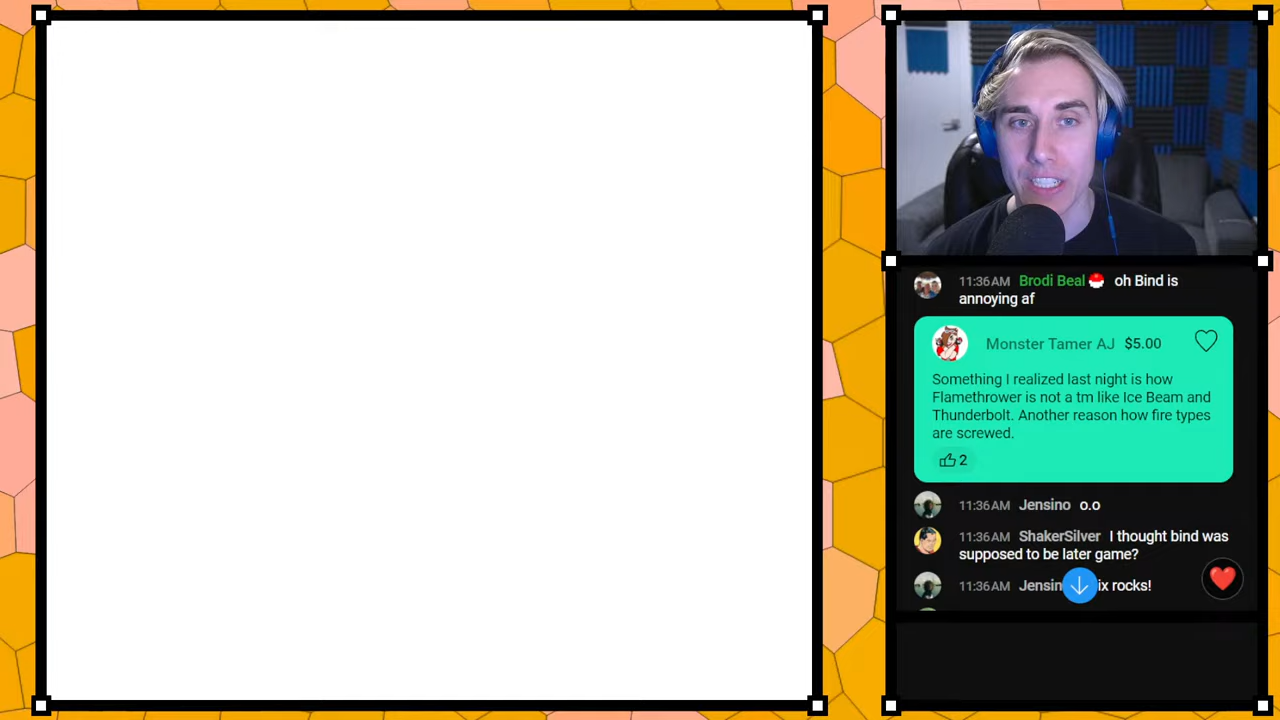 11:36AM Brodi Beal oh Bind is
annoying af
Monster Tamer AJ $5.00
Something I realized last night is how
Flamethrower is not a tm like Ice Beam and
Thunderbolt. Another reason how fire types
are screwed.
2
11:36AM Jensino o.o
11:36AM ShakerSilver I thought bind was
supposed to be later game?
11:36AM Jensin ix rocks!